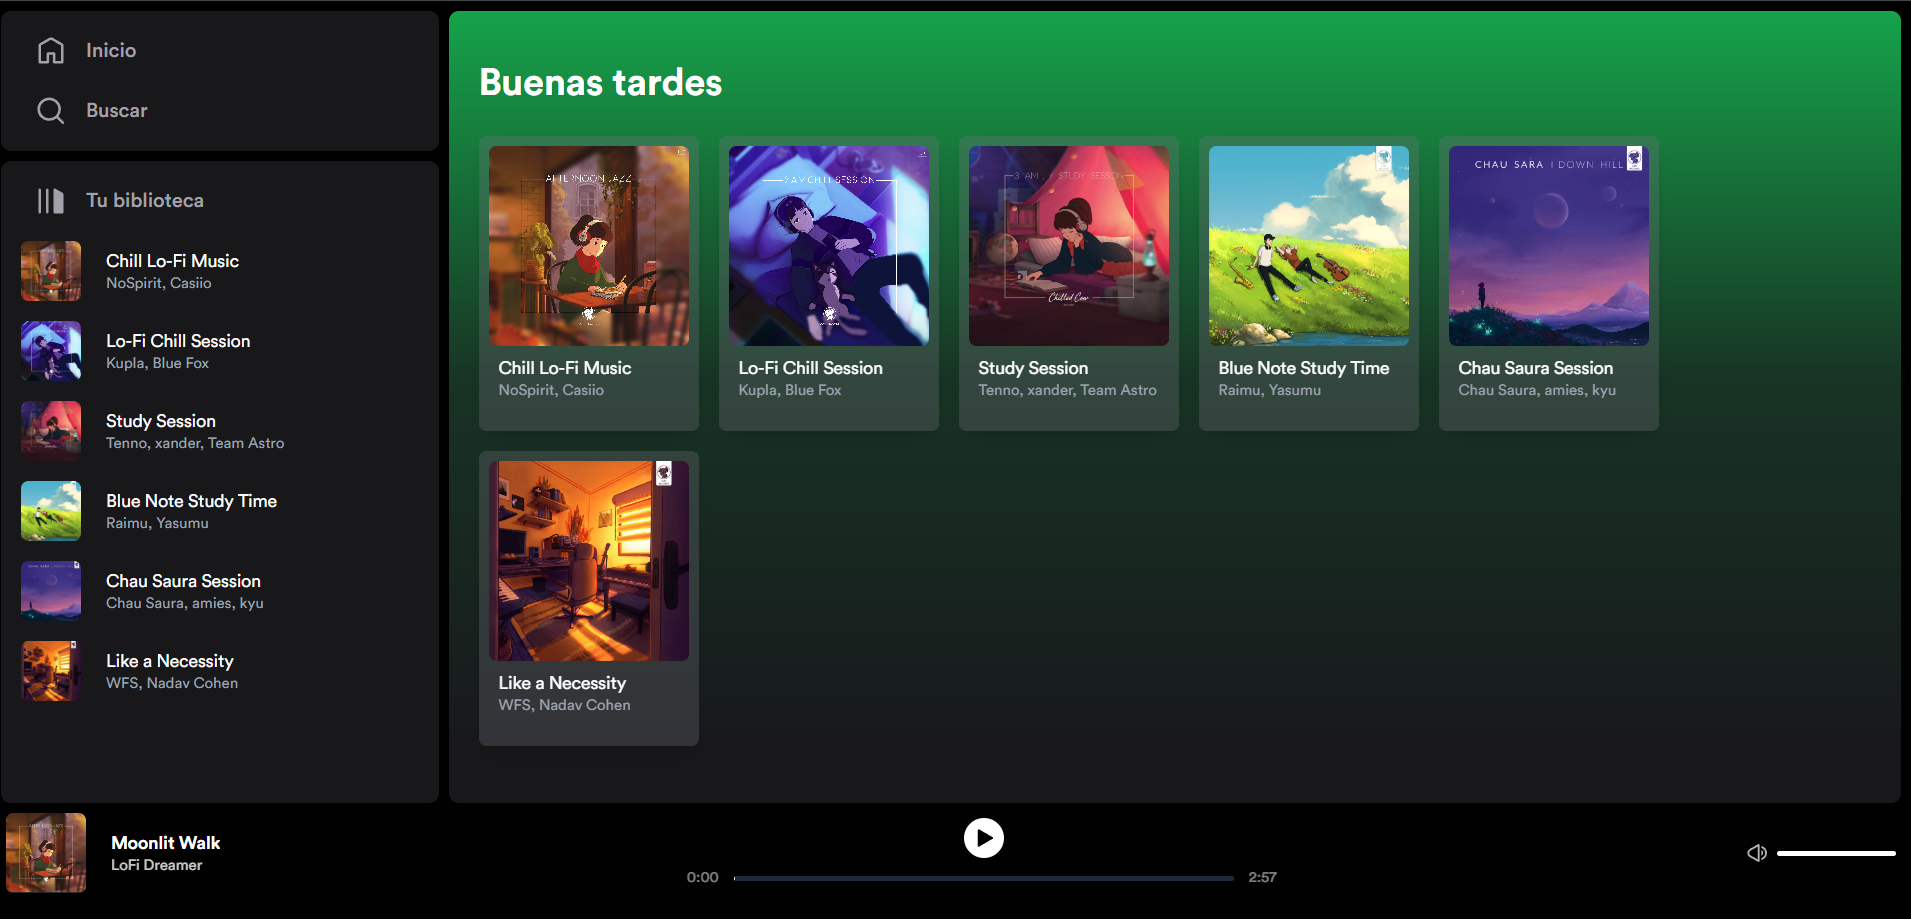 Inicio
Buscar
Tu biblioteca
Chill Lo-Fi Music
NoSpirit, Casiio
Lo-Fi Chill Session
Kupla, Blue Fox
Study Session
Tenno, xander, Team Astro
Blue Note Study Time
Raimu, Yasumu
Chau Saura Session
Chau Saura, amies, kyu
Like a Necessity
WFS, Nadav Cohen
Buenas tardes
AFTERNOON JAZZ
Chill Lo-Fi Music
NoSpirit, Casiio
2 AM CHILL SESSION
Lo-Fi Chill Session
Kupla, Blue Fox
3 AM STUDY SESSION
Chilled Cow
Study Session
Tenno, xander, Team Astro
Blue Note Study Time
Raimu, Yasumu
CHAU SARA | DOWN HILL
Chau Saura Session
Chau Saura, amies, kyu
Like a Necessity
WFS, Nadav Cohen
Moonlit Walk
LoFi Dreamer
0:00
2:57